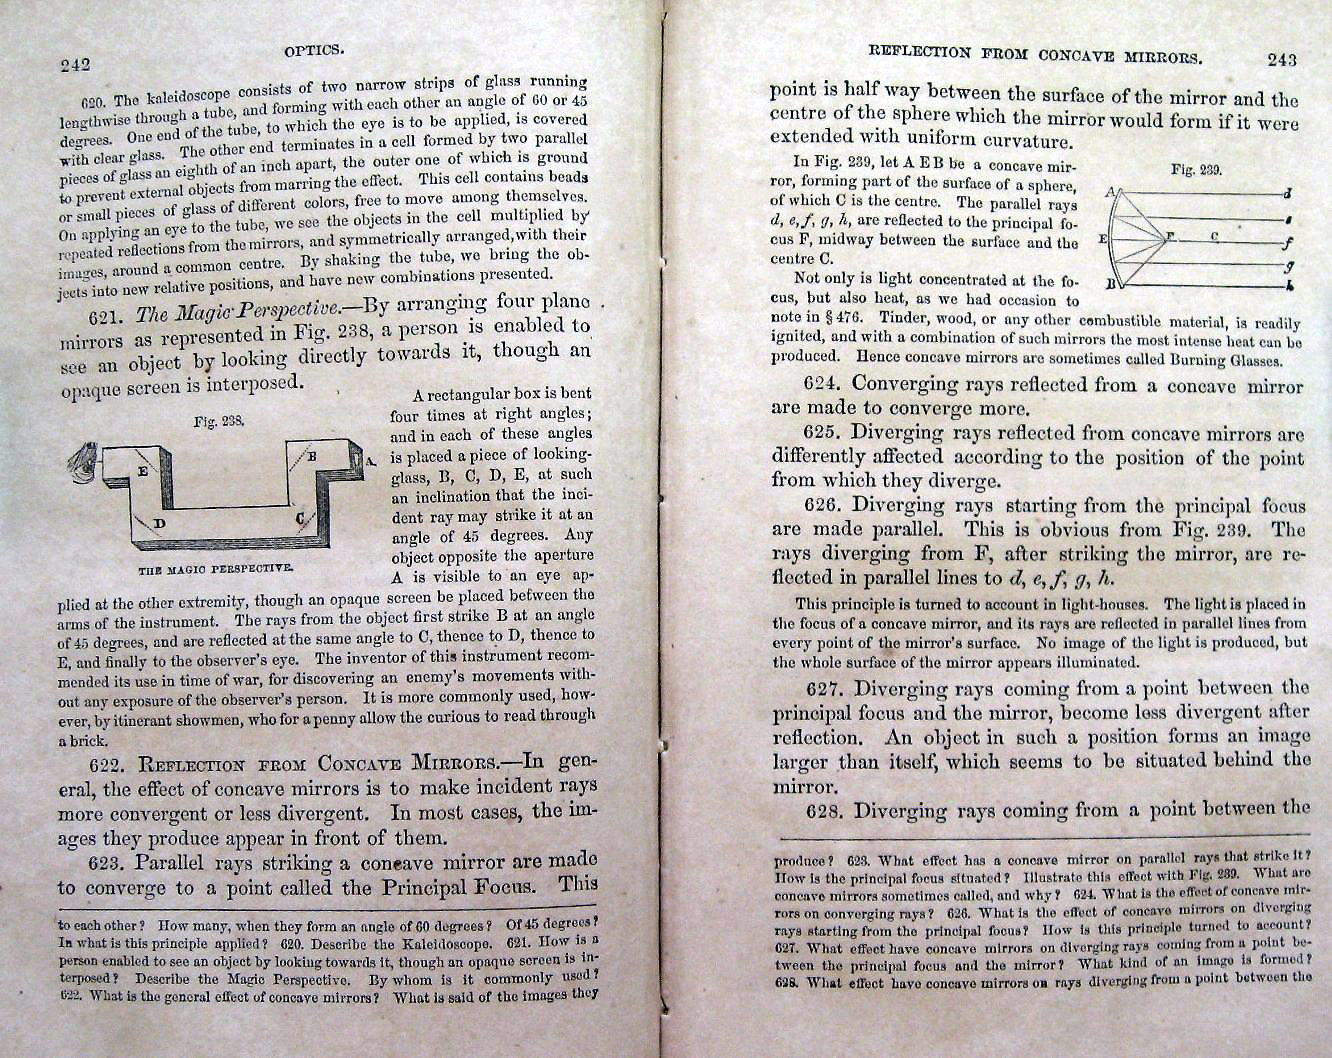 242
OPTICS.
620. The kaleidoscope consists of two narrow strips of glass running
lengthwise through a tube, and forming with each other an angle of 60 or 45
degrees. One end of the tube, to which the eye is to be applied, is covered
with clear glass. The other end terminates in a cell formed by two parallel
pieces of glass an eighth of an inch apart, the outer one of which is ground
to prevent external objects from marring the effect. This cell contains beads
or small pieces of glass of different colors, free to move among themselves.
On applying an eye to the tube, we see the objects in the cell multiplied by
repeated reflections from the mirrors, and symmetrically arranged, with their
images, around a common centre. By shaking the tube, we bring the ob-
jects into new relative positions, and have new combinations presented.
621. The Magic Perspective.—By arranging four plane
mirrors as represented in Fig. 238, a person is enabled to
see an object by looking directly towards it, though an
opaque screen is interposed.
A rectangular box is bent
four times at right angles;
and in each of these angles
is placed a piece of looking-
glass, B, C, D, E, at such
an inclination that the inci-
dent ray may strike it at an
angle of 45 degrees. Any
object opposite the aperture
A is visible to an eye ap-
Fig. 238.
E
B
A
D
C
THE MAGIC PERSPECTIVE.
plied at the other extremity, though an opaque screen be placed between the
arms of the instrument. The rays from the object first strike B at an angle
of 45 degrees, and are reflected at the same angle to C, thence to D, thence to
E, and finally to the observer's eye. The inventor of this instrument recom-
mended its use in time of war, for discovering an enemy's movements with-
out any exposure of the observer's person. It is more commonly used, how-
ever, by itinerant showmen, who for a penny allow the curious to read through
a brick.
622. REFLECTION FROM CONCAVE MIRRORS.—In gen-
eral, the effect of concave mirrors is to make incident rays
more convergent or less divergent. In most cases, the im-
ages they produce appear in front of them.
623. Parallel rays striking a concave mirror are made
to converge to a point called the Principal Focus. This
to each other? How many, when they form an angle of 60 degrees? Of 45 degrees?
In what is this principle applied? 620. Describe the Kaleidoscope. 621. How is a
person enabled to see an object by looking towards it, though an opaque screen is in-
terposed? Describe the Magic Perspective. By whom is it commonly used?
622. What is the general effect of concave mirrors? What is said of the images they
REFLECTION FROM CONCAVE MIRRORS.
243
point is half way between the surface of the mirror and the
centre of the sphere which the mirror would form if it were
extended with uniform curvature.
In Fig. 239, let A E B be a concave mir-
ror, forming part of the surface of a sphere,
of which C is the centre. The parallel rays
d, e, f, g, h, are reflected to the principal fo-
cus F, midway between the surface and the
centre C.
Not only is light concentrated at the fo-
cus, but also heat, as we had occasion to
Fig. 239.
A
d
e
E
F
C
f
g
B
h
note in § 476. Tinder, wood, or any other combustible material, is readily
ignited, and with a combination of such mirrors the most intense heat can be
produced. Hence concave mirrors are sometimes called Burning Glasses.
624. Converging rays reflected from a concave mirror
are made to converge more.
625. Diverging rays reflected from concave mirrors are
differently affected according to the position of the point
from which they diverge.
626. Diverging rays starting from the principal focus
are made parallel. This is obvious from Fig. 239. The
rays diverging from F, after striking the mirror, are re-
flected in parallel lines to d, e, f, g, h.
This principle is turned to account in light-houses. The light is placed in
the focus of a concave mirror, and its rays are reflected in parallel lines from
every point of the mirror's surface. No image of the light is produced, but
the whole surface of the mirror appears illuminated.
627. Diverging rays coming from a point between the
principal focus and the mirror, become less divergent after
reflection. An object in such a position forms an image
larger than itself, which seems to be situated behind the
mirror.
628. Diverging rays coming from a point between the
produce? 623. What effect has a concave mirror on parallel rays that strike it?
How is the principal focus situated? Illustrate this effect with Fig. 239. What are
concave mirrors sometimes called, and why? 624. What is the effect of concave mir-
rors on converging rays? 626. What is the effect of concave mirrors on diverging
rays starting from the principal focus? How is this principle turned to account?
627. What effect have concave mirrors on diverging rays coming from a point be-
tween the principal focus and the mirror? What kind of an image is formed?
628. What effect have concave mirrors on rays diverging from a point between the